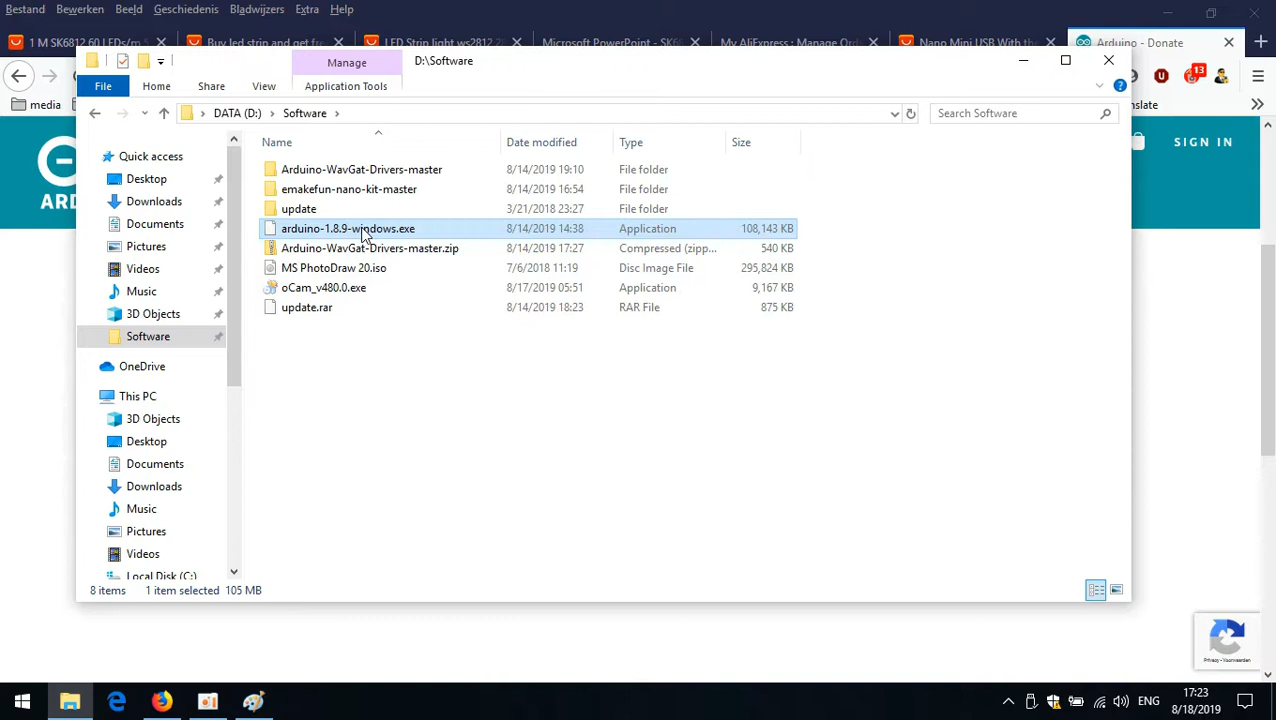 Bestand Bewerken Beeld Geschiedenis Bladwijzers Extra Help
1 M SK6812 60 LEDs/m
Buy led strip and get fr
LED Strip light ws2812 28
Microsoft PowerPoint - SK6
My AliExpress : Manage Or
Nano Mini USB With the
Arduino - Donate
Manage
D:\Software
File Home Share View Application Tools
media
13
DATA (D:) Software
Search Software
SIGN IN
Name Date modified Type Size
Quick access
Desktop
Downloads
Documents
Pictures
Videos
Music
3D Objects
Software
OneDrive
This PC
3D Objects
Desktop
Documents
Downloads
Music
Pictures
Videos
Local Disk (C:)
Arduino-WavGat-Drivers-master 8/14/2019 19:10 File folder
emakefun-nano-kit-master 8/14/2019 16:54 File folder
update 3/21/2018 23:27 File folder
arduino-1.8.9-windows.exe 8/14/2019 14:38 Application 108,143 KB
Arduino-WavGat-Drivers-master.zip 8/14/2019 17:27 Compressed (zipp... 540 KB
MS PhotoDraw 20.iso 7/6/2018 11:19 Disc Image File 295,824 KB
oCam_v480.0.exe 8/17/2019 05:51 Application 9,167 KB
update.rar 8/14/2019 18:23 RAR File 875 KB
8 items 1 item selected 105 MB
Privacy - Voorwaarden
ENG
17:23
8/18/2019